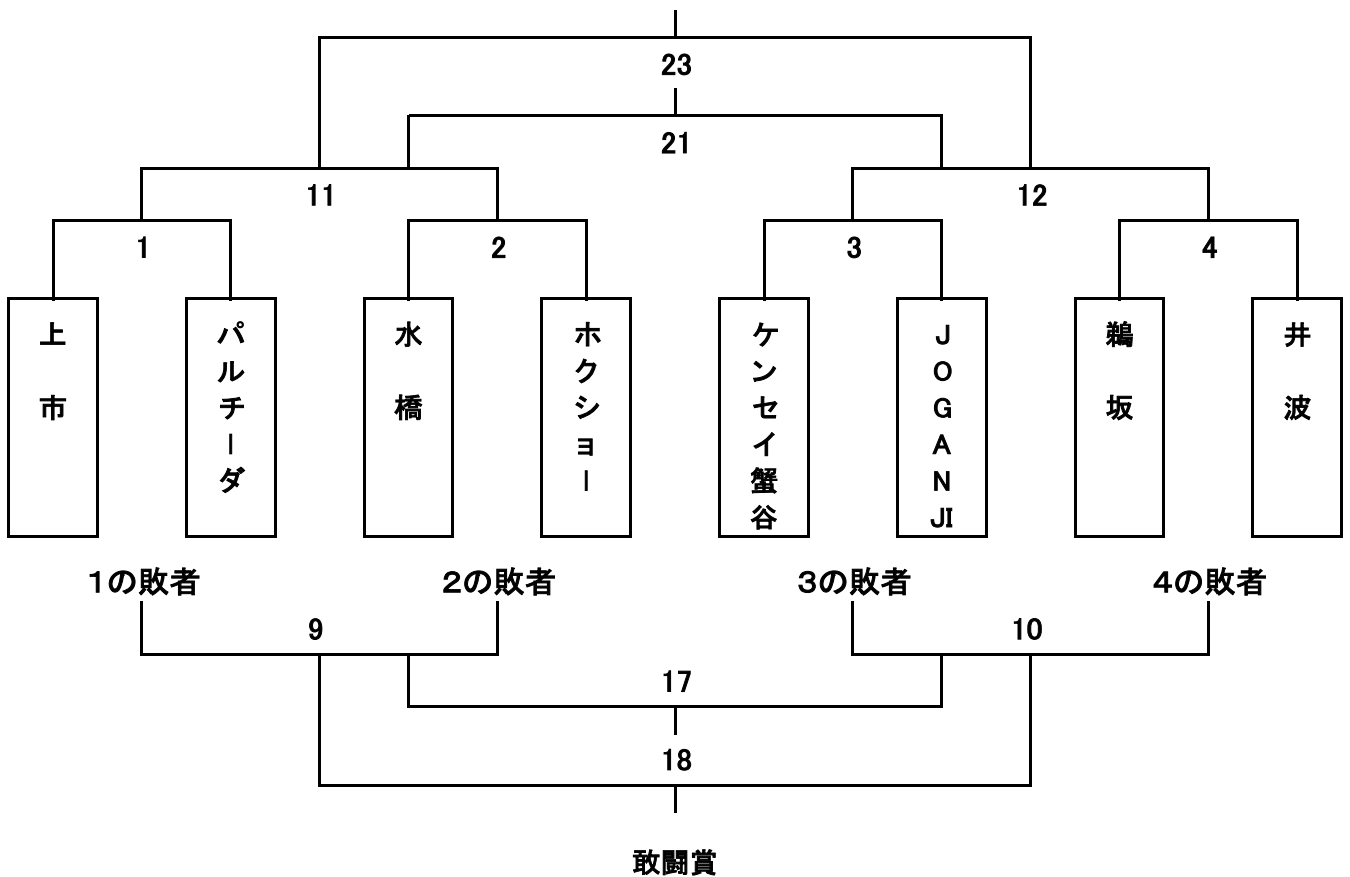 23
21
11
12
1
2
3
4
上市
パルチーダ
水橋
ホクショー
ケンセイ蟹谷
JOGANJI
鵜坂
井波
1の敗者
2の敗者
3の敗者
4の敗者
9
10
17
18
敢闘賞